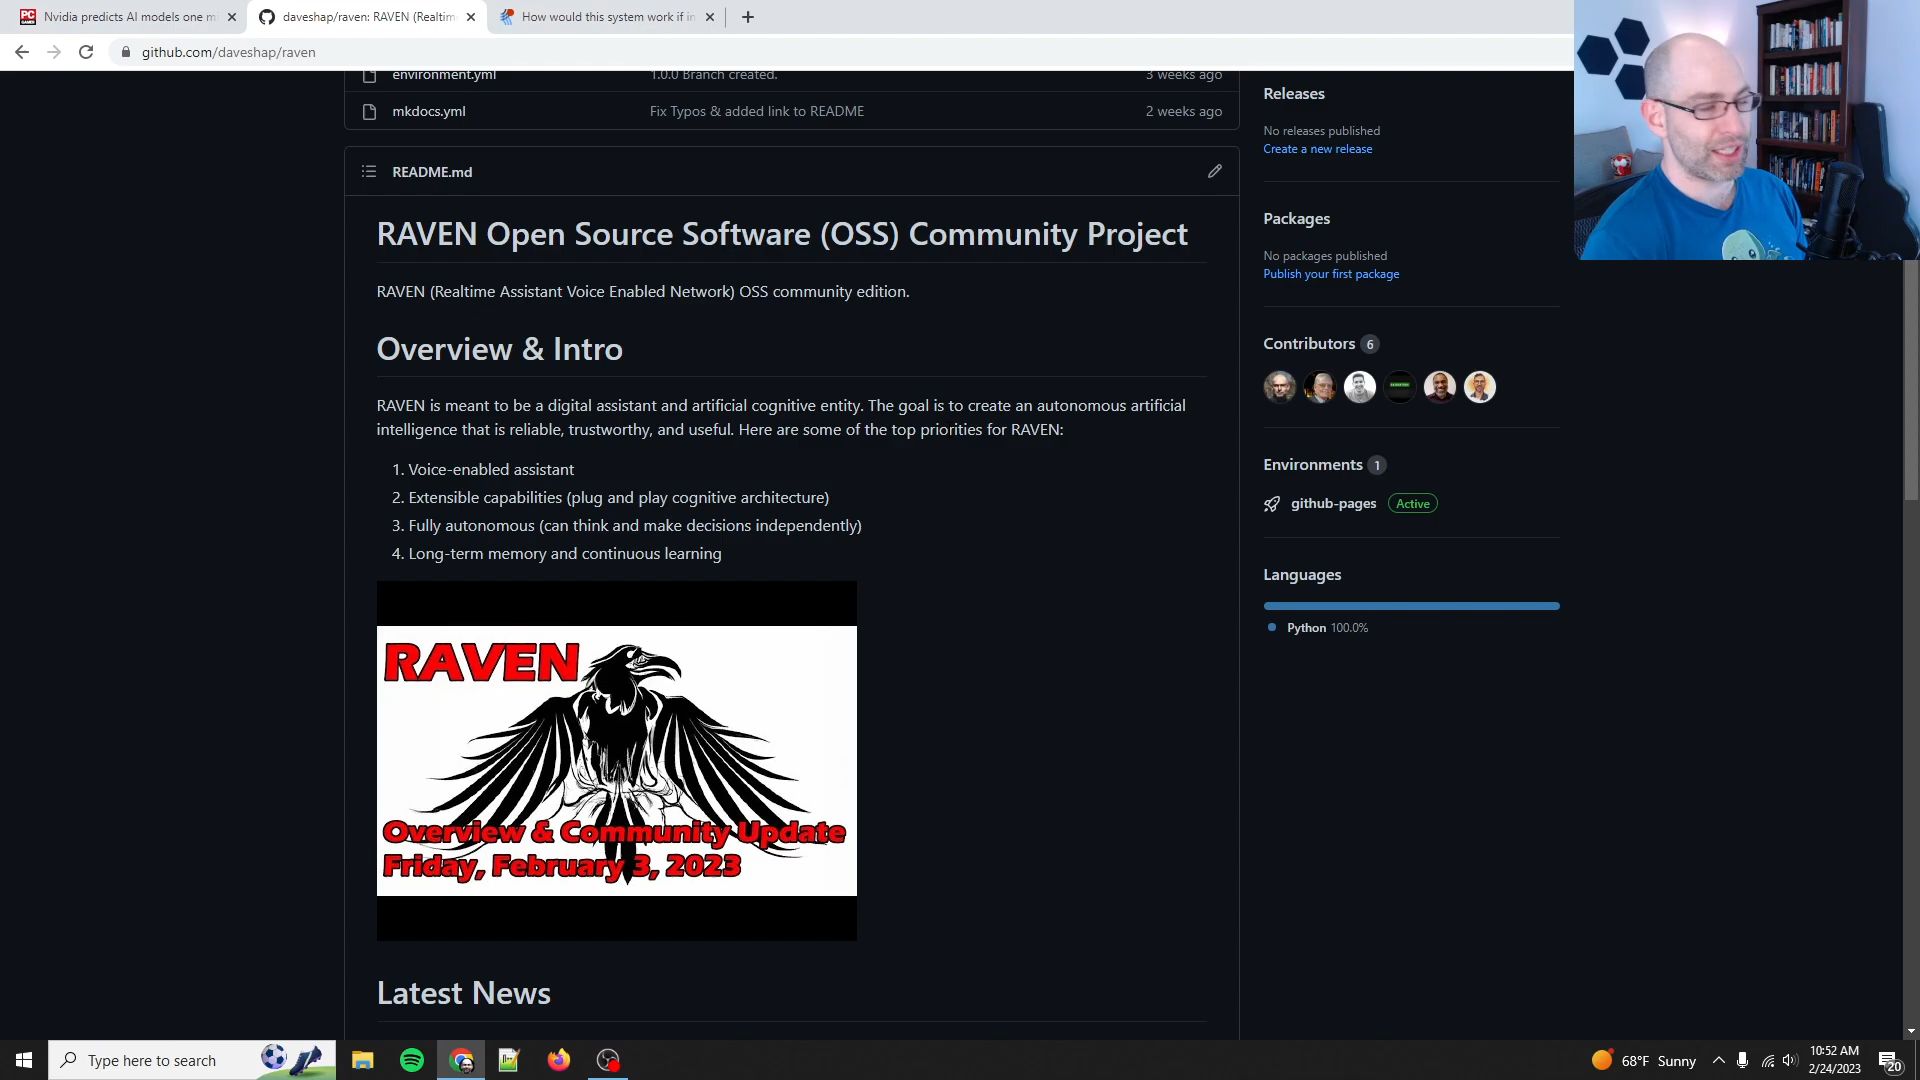 Nvidia predicts AI models one mi
daveshap/raven: RAVEN (Realtim
How would this system work if in
github.com/daveshap/raven
environment.yml 1.0.0 Branch created. 3 weeks ago
mkdocs.yml Fix Typos & added link to README 2 weeks ago
README.md
RAVEN Open Source Software (OSS) Community Project
RAVEN (Realtime Assistant Voice Enabled Network) OSS community edition.
Overview & Intro
RAVEN is meant to be a digital assistant and artificial cognitive entity. The goal is to create an autonomous artificial
intelligence that is reliable, trustworthy, and useful. Here are some of the top priorities for RAVEN:
1. Voice-enabled assistant
2. Extensible capabilities (plug and play cognitive architecture)
3. Fully autonomous (can think and make decisions independently)
4. Long-term memory and continuous learning
RAVEN
Overview & Community Update
Friday, February 3, 2023
Latest News
Releases
No releases published
Create a new release
Packages
No packages published
Publish your first package
Contributors 6
Environments 1
github-pages Active
Languages
Python 100.0%
Type here to search
68°F Sunny
10:52 AM
2/24/2023
20